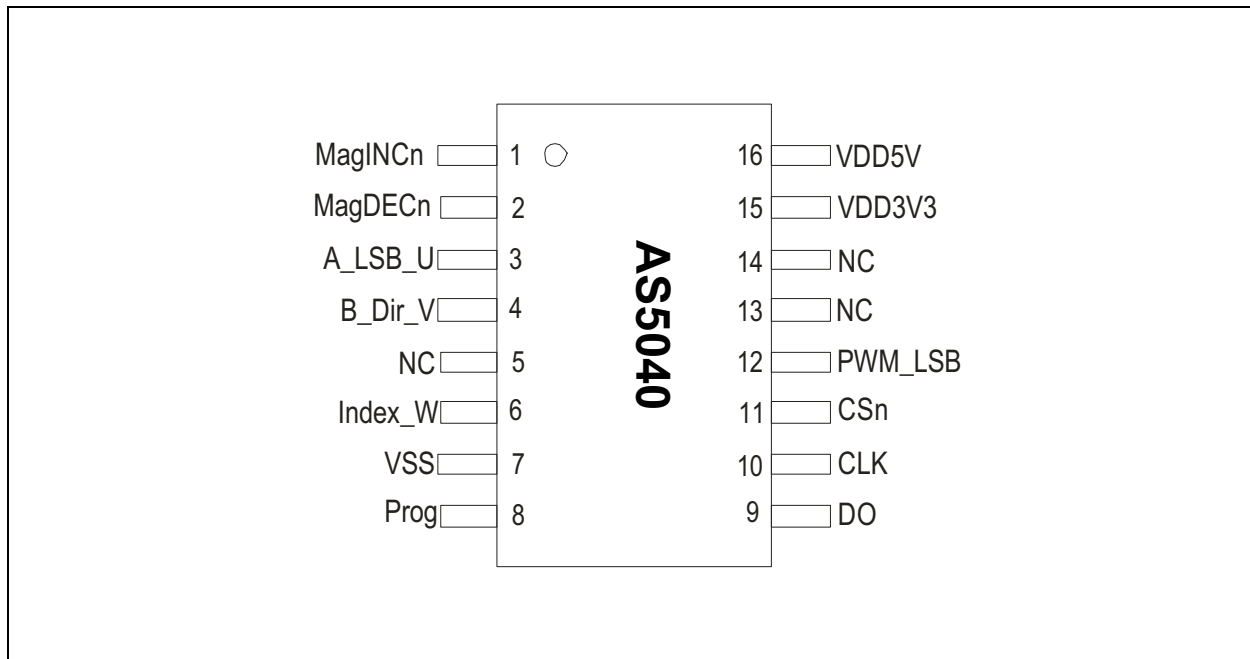 MagINCn 1 16 VDD5V
MagDECn 2 15 VDD3V3
A_LSB_U 3 14 NC
B_Dir_V 4 13 NC
NC 5 12 PWM_LSB
Index_W 6 11 CSn
VSS 7 10 CLK
Prog 8 9 DO
AS5040